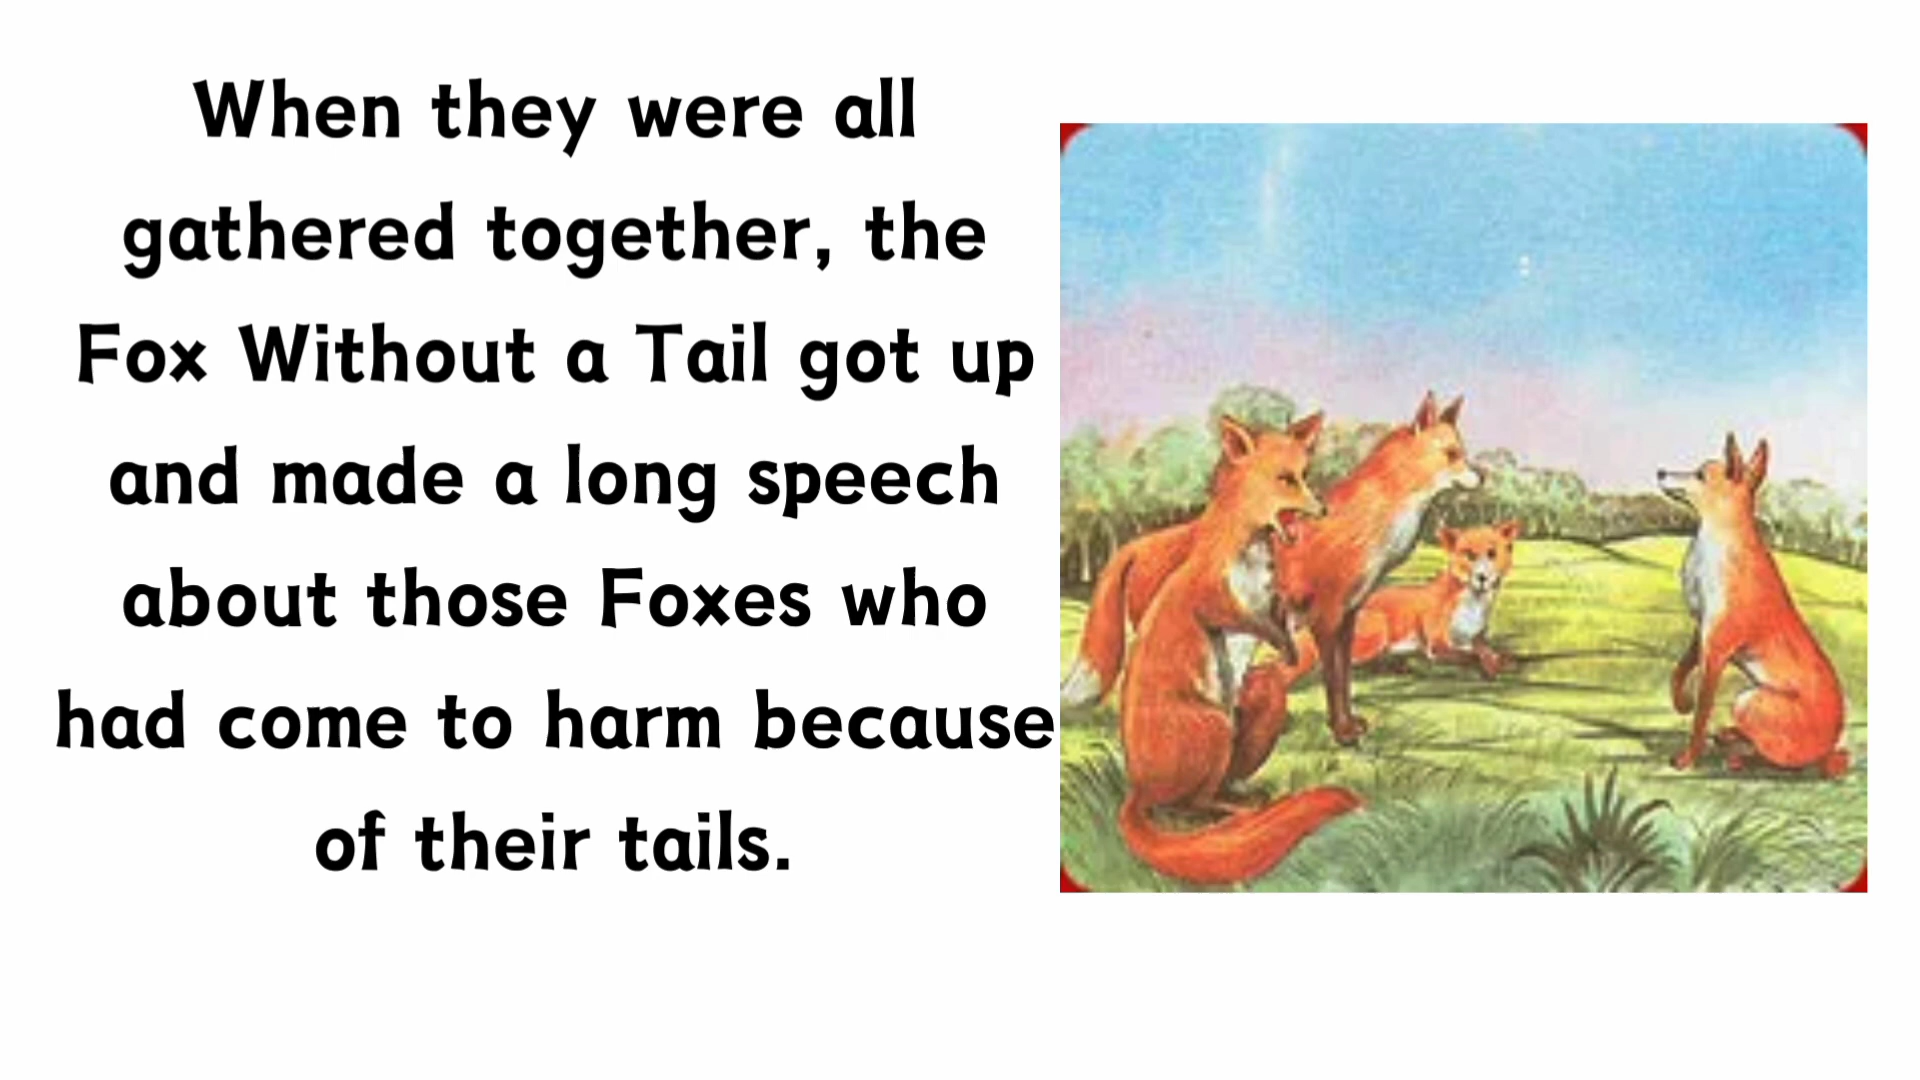 When they were all
gathered together, the
Fox Without a Tail got up
and made a long speech
about those Foxes who
had come to harm because
of their tails.